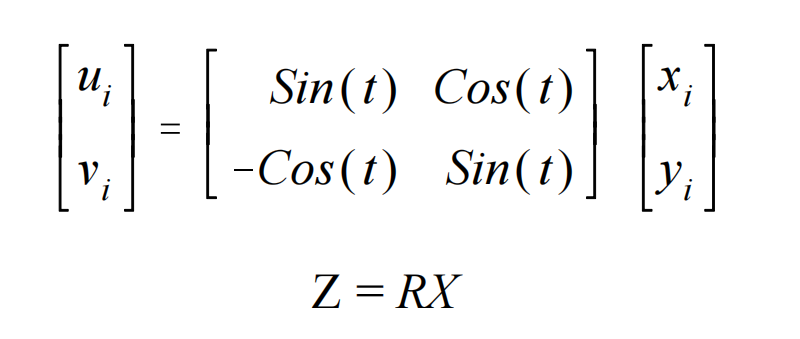 [u_i] = [Sin(t) Cos(t)] [x_i]
[v_i] [−Cos(t) Sin(t)] [y_i]
Z = RX